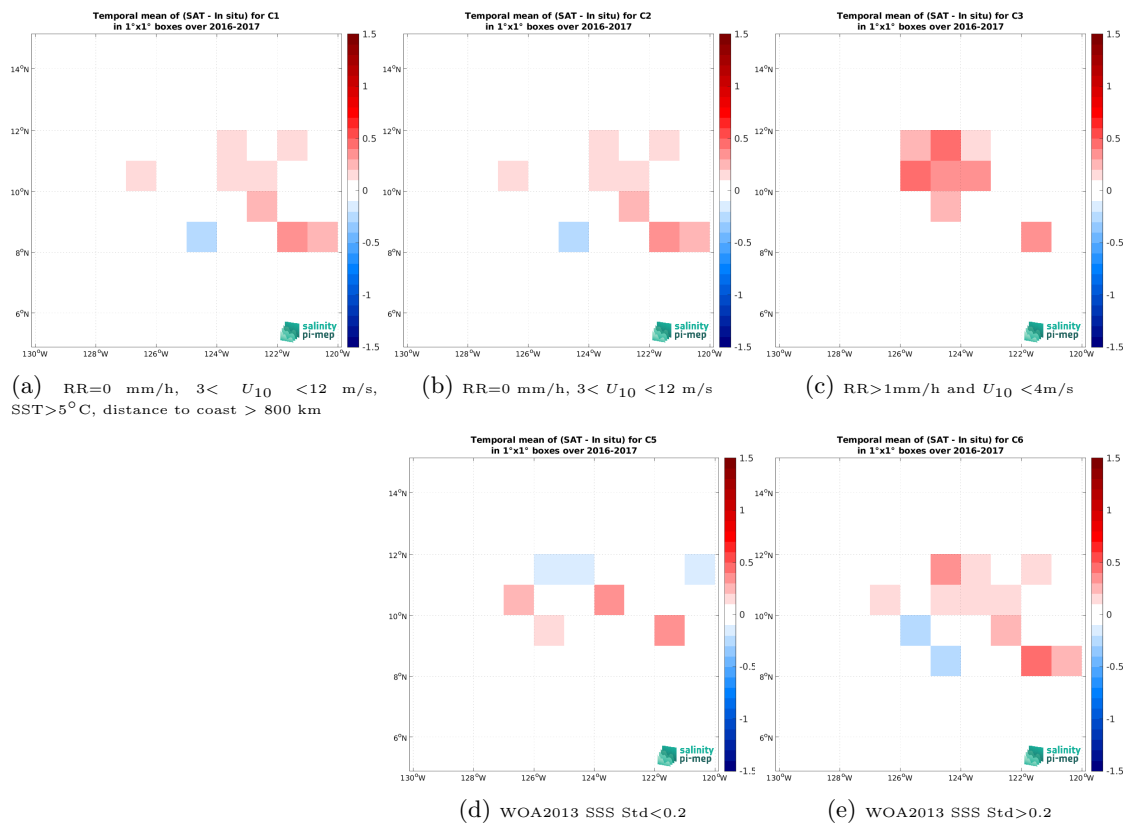 Temporal mean of (SAT - In situ) for C1
in 1°x1° boxes over 2016-2017
14°N
12°N
10°N
8°N
6°N
130°W 128°W 126°W 124°W 122°W 120°W
1.5
1
0.5
0
-0.5
-1
-1.5
salinity
pi-mep
(a) RR=0 mm/h, 3< U10 <12 m/s,
SST>5°C, distance to coast > 800 km
Temporal mean of (SAT - In situ) for C2
in 1°x1° boxes over 2016-2017
14°N
12°N
10°N
8°N
6°N
130°W 128°W 126°W 124°W 122°W 120°W
1.5
1
0.5
0
-0.5
-1
-1.5
salinity
pi-mep
(b) RR=0 mm/h, 3< U10 <12 m/s
Temporal mean of (SAT - In situ) for C3
in 1°x1° boxes over 2016-2017
14°N
12°N
10°N
8°N
6°N
130°W 128°W 126°W 124°W 122°W 120°W
1.5
1
0.5
0
-0.5
-1
-1.5
salinity
pi-mep
(c) RR>1mm/h and U10 <4m/s
Temporal mean of (SAT - In situ) for C5
in 1°x1° boxes over 2016-2017
14°N
12°N
10°N
8°N
6°N
130°W 128°W 126°W 124°W 122°W 120°W
1.5
1
0.5
0
-0.5
-1
-1.5
salinity
pi-mep
(d) WOA2013 SSS Std<0.2
Temporal mean of (SAT - In situ) for C6
in 1°x1° boxes over 2016-2017
14°N
12°N
10°N
8°N
6°N
130°W 128°W 126°W 124°W 122°W 120°W
1.5
1
0.5
0
-0.5
-1
-1.5
salinity
pi-mep
(e) WOA2013 SSS Std>0.2